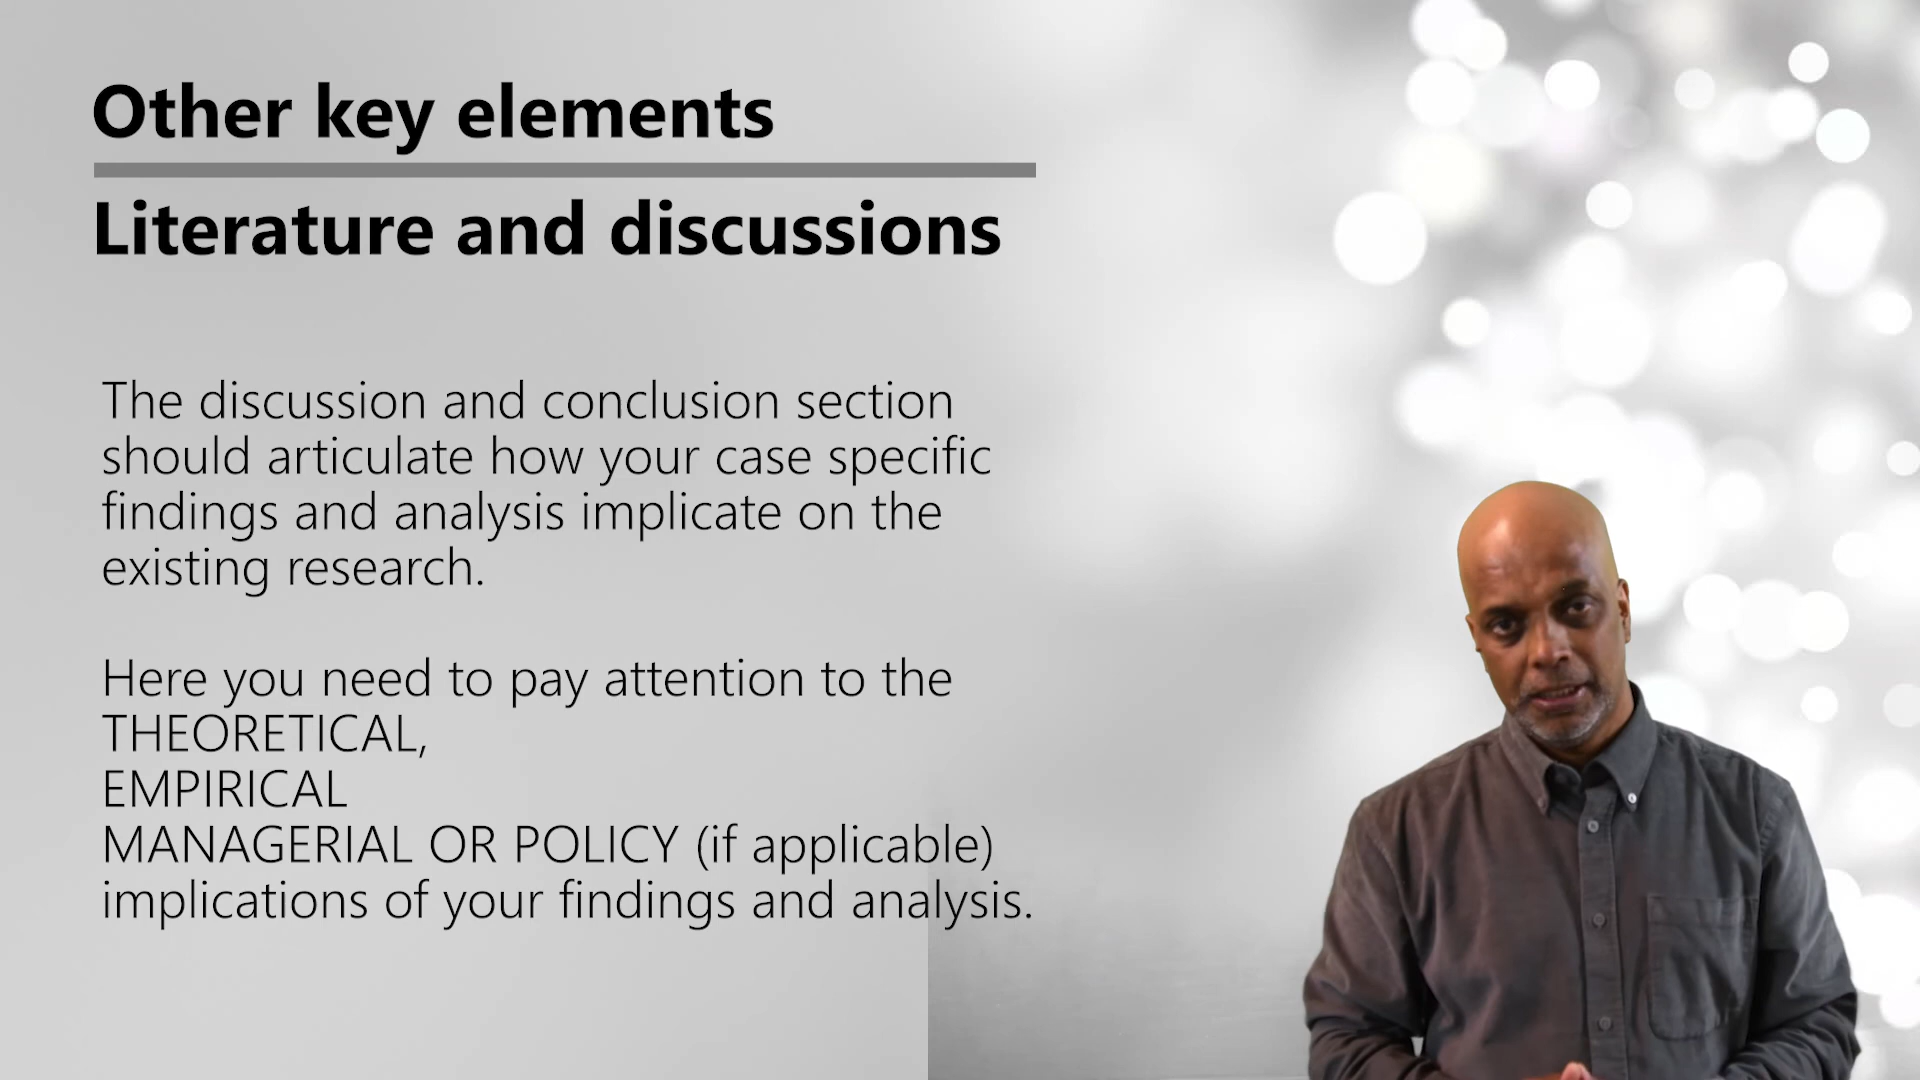 Other key elements
Literature and discussions
The discussion and conclusion section
should articulate how your case specific
findings and analysis implicate on the
existing research.
Here you need to pay attention to the
THEORETICAL,
EMPIRICAL
MANAGERIAL OR POLICY (if applicable)
implications of your findings and analysis.